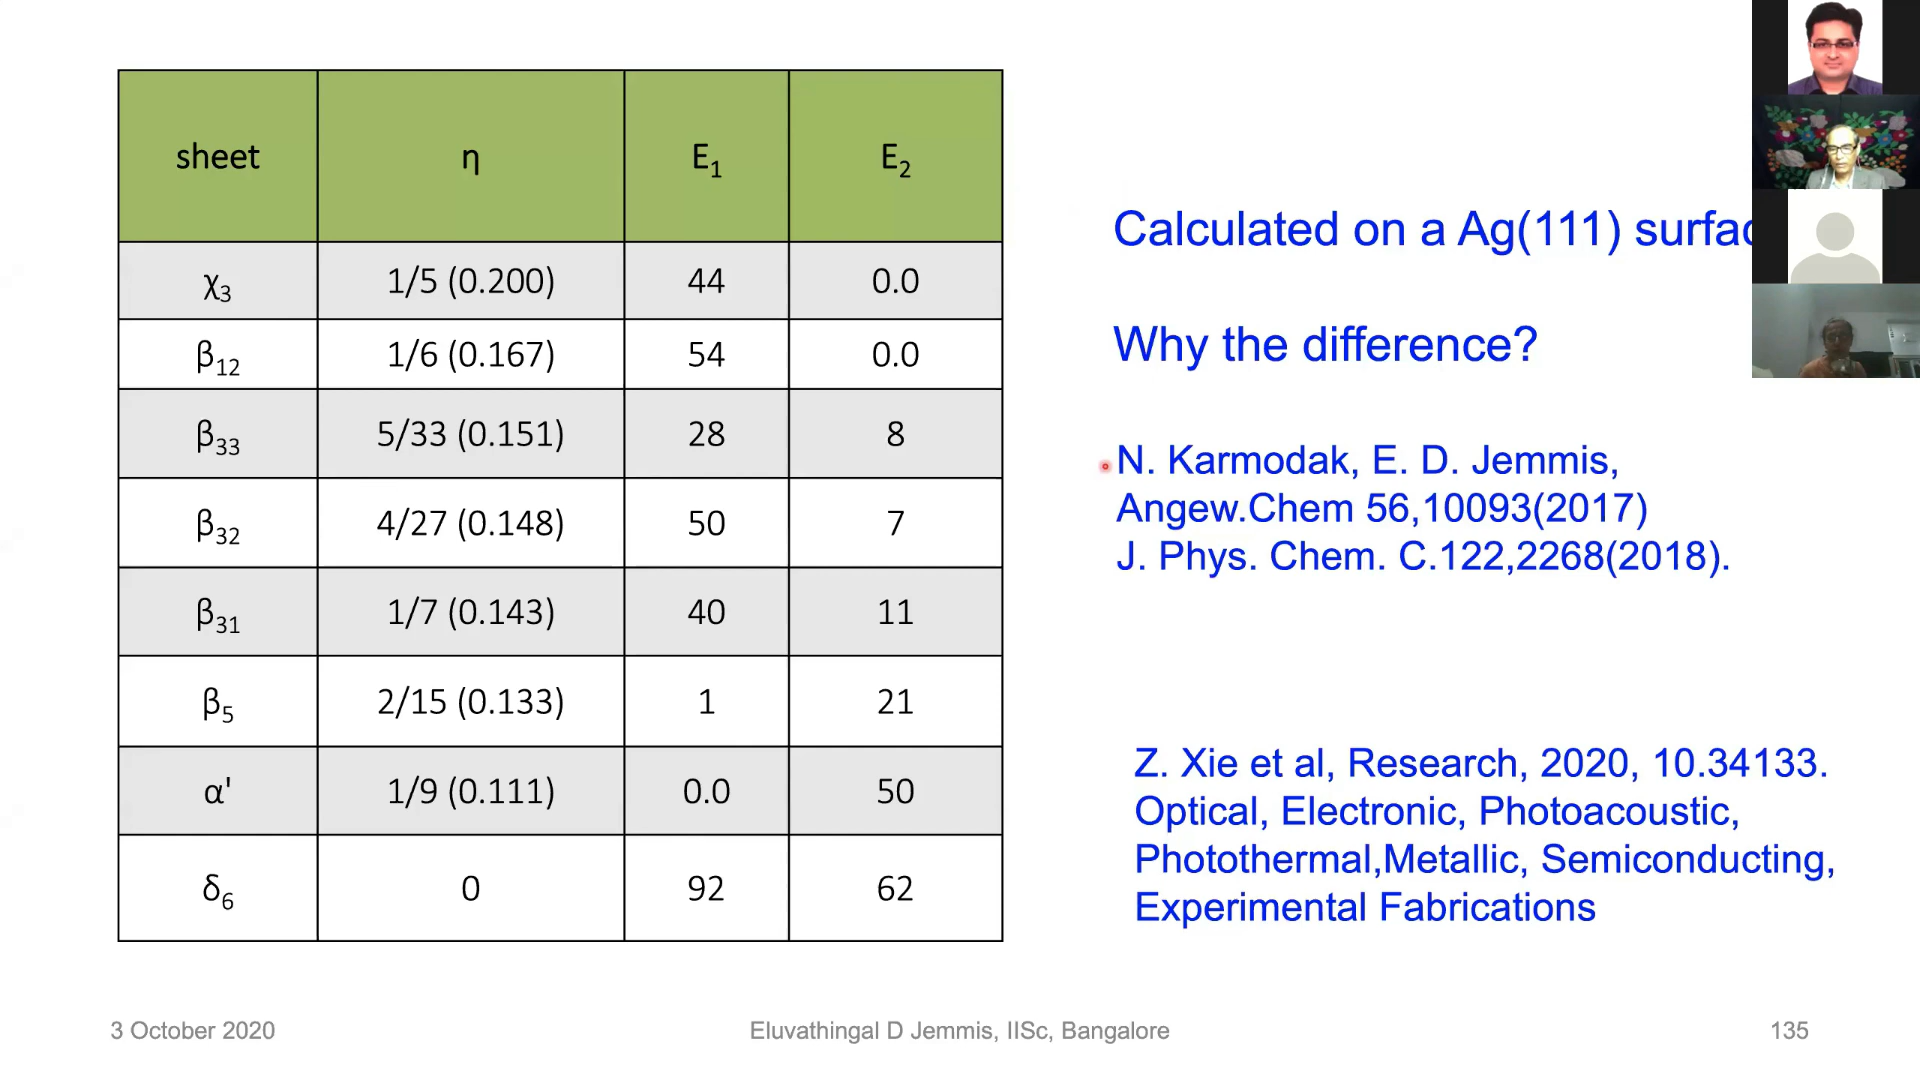 sheet η E₁ E₂
χ₃ 1/5 (0.200) 44 0.0
β₁₂ 1/6 (0.167) 54 0.0
β₃₃ 5/33 (0.151) 28 8
β₃₂ 4/27 (0.148) 50 7
β₃₁ 1/7 (0.143) 40 11
β₅ 2/15 (0.133) 1 21
α' 1/9 (0.111) 0.0 50
δ₆ 0 92 62
Calculated on a Ag(111) surfac
Why the difference?
N. Karmodak, E. D. Jemmis,
Angew.Chem 56,10093(2017)
J. Phys. Chem. C.122,2268(2018).
Z. Xie et al, Research, 2020, 10.34133.
Optical, Electronic, Photoacoustic,
Photothermal,Metallic, Semiconducting,
Experimental Fabrications
3 October 2020
Eluvathingal D Jemmis, IISc, Bangalore
135